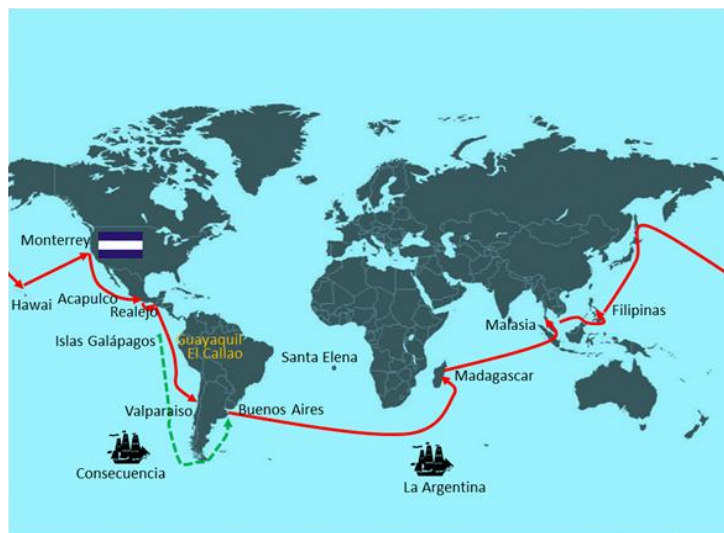 Monterrey
Hawai
Acapulco
Realejo
Islas Galápagos
Guayaquil
El Callao
Santa Elena
Malasia
Filipinas
Madagascar
Valparaiso
Buenos Aires
Consecuencia
La Argentina